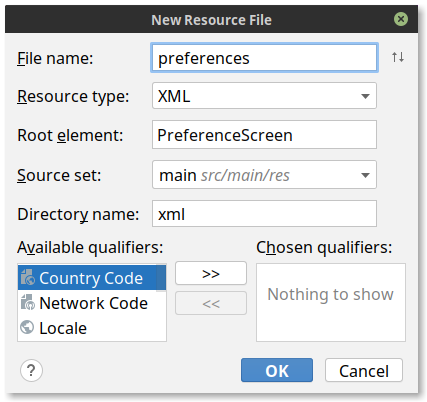 New Resource File
File name: preferences
Resource type: XML
Root element: PreferenceScreen
Source set: main src/main/res
Directory name: xml
Available qualifiers: Chosen qualifiers:
Country Code >> Nothing to show
Network Code <<
Locale
? OK Cancel